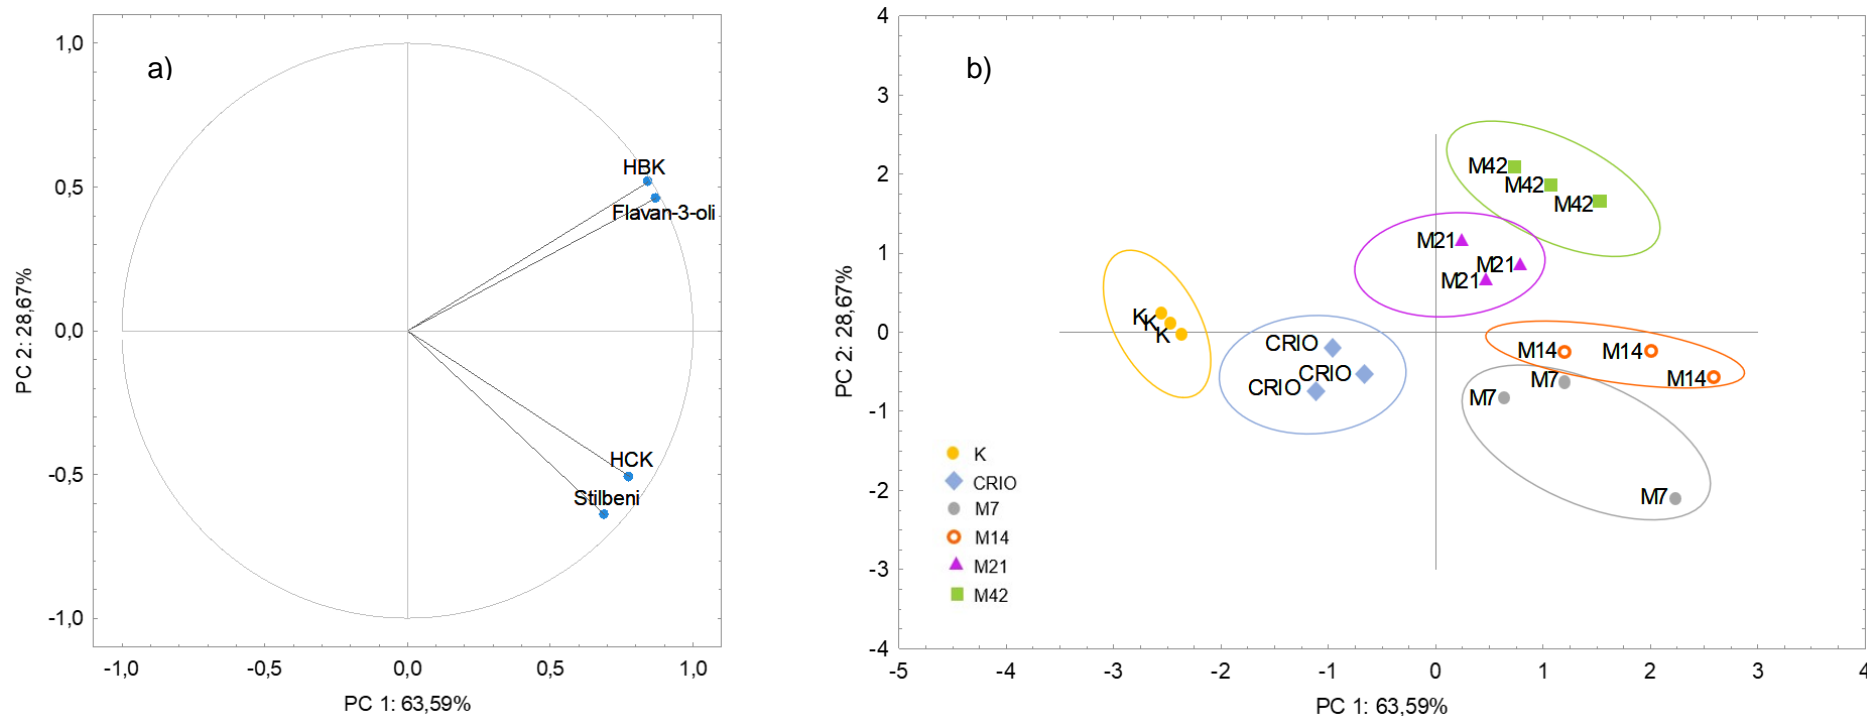 a)
1,0
0,5
0,0
-0,5
-1,0
PC 2: 28,67%
HBK
Flavan-3-oli
HCK
Stilbeni
-1,0 -0,5 0,0 0,5 1,0
PC 1: 63,59%
b)
4
3
2
1
0
-1
-2
-3
-4
PC 2: 28,67%
M42
M42
M42
M21
M21
M21
K
K
K
CRIO
CRIO
CRIO
M14 M14
M14
M7
M7
M7
K
CRIO
M7
M14
M21
M42
-5 -4 -3 -2 -1 0 1 2 3 4
PC 1: 63,59%